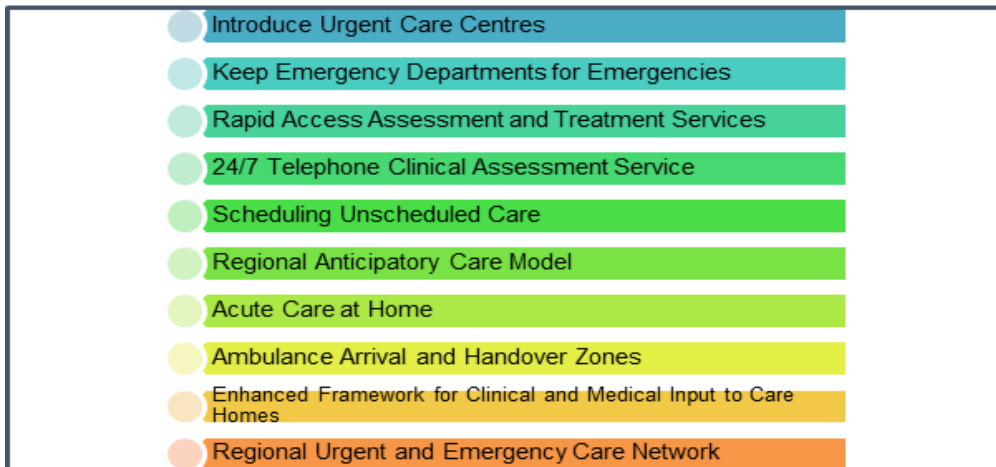 Introduce Urgent Care Centres
Keep Emergency Departments for Emergencies
Rapid Access Assessment and Treatment Services
24/7 Telephone Clinical Assessment Service
Scheduling Unscheduled Care
Regional Anticipatory Care Model
Acute Care at Home
Ambulance Arrival and Handover Zones
Enhanced Framework for Clinical and Medical Input to Care
Homes
Regional Urgent and Emergency Care Network